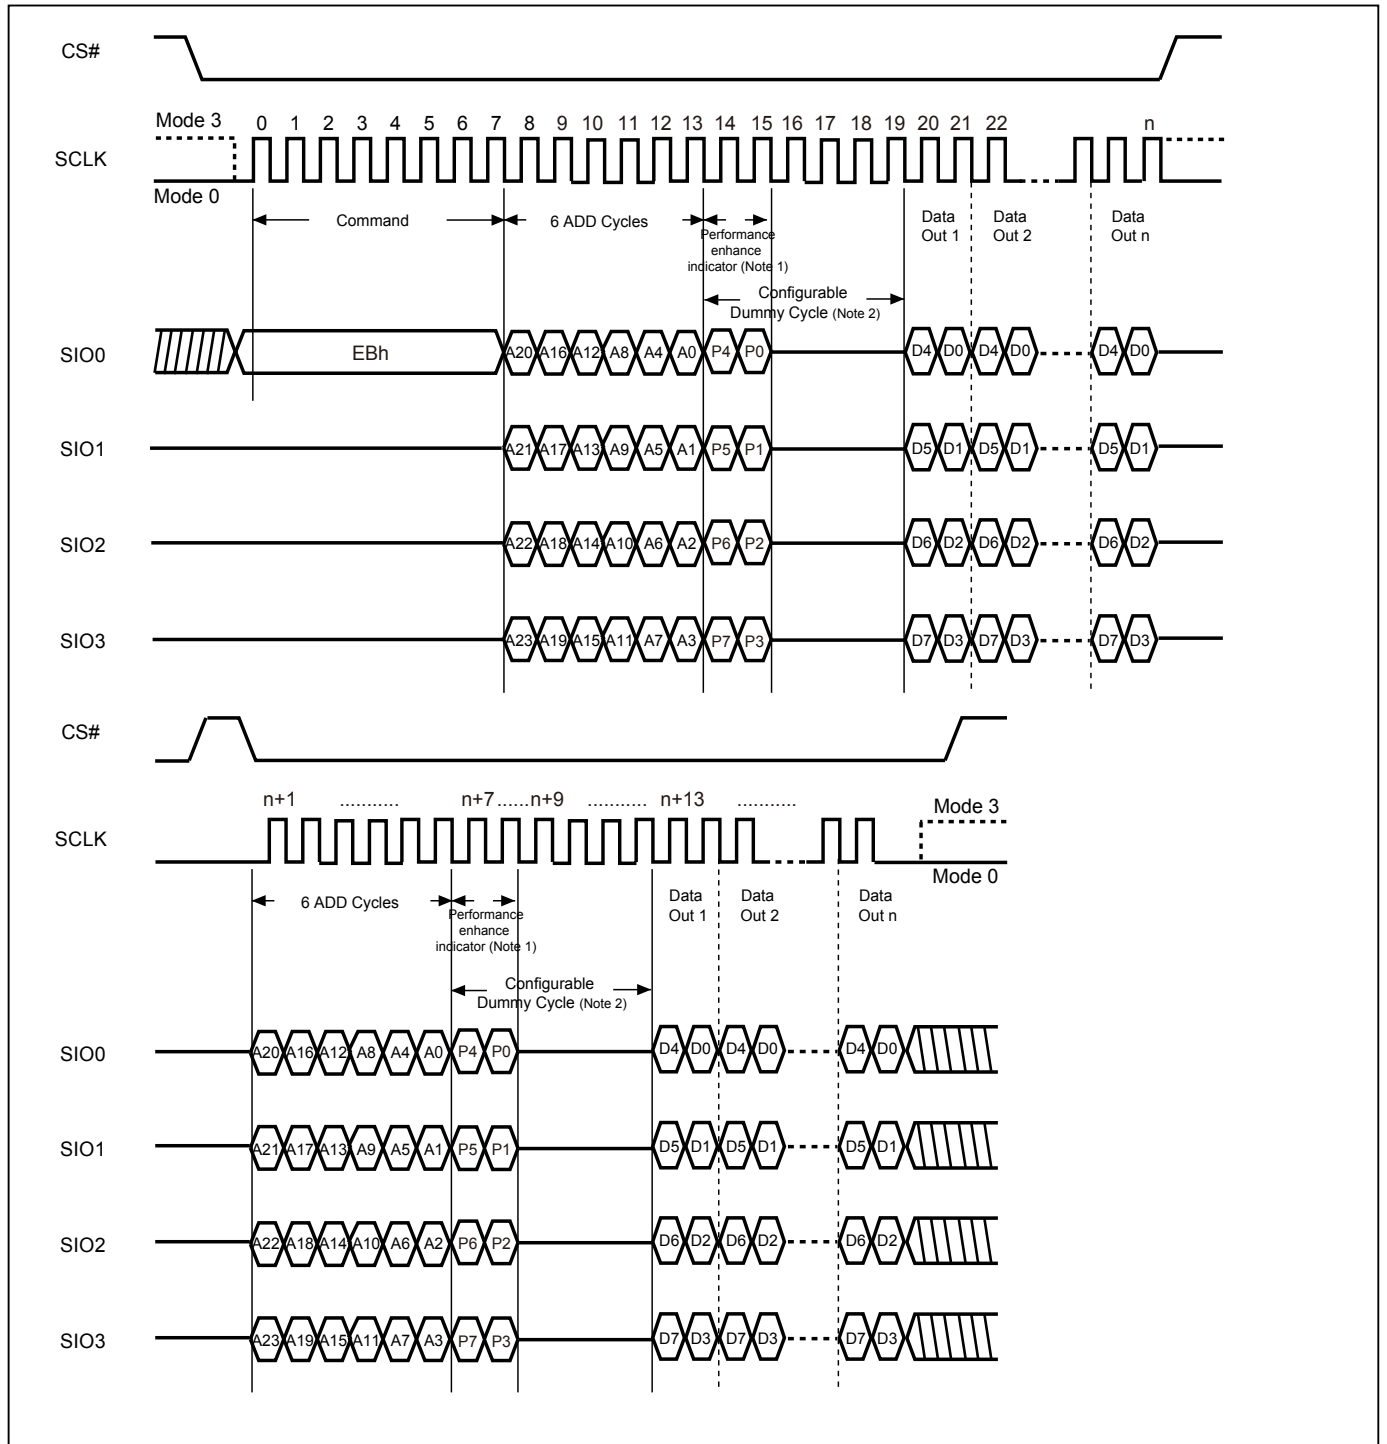 CS#
Mode 3
0 1 2 3 4 5 6 7 8 9 10 11 12 13 14 15 16 17 18 19 20 21 22 n
SCLK
Mode 0
Command
6 ADD Cycles
Performance
enhance
indicator (Note 1)
Data
Out 1
Data
Out 2
Data
Out n
Configurable
Dummy Cycle (Note 2)
SIO0 EBh A20 A16 A12 A8 A4 A0 P4 P0 D4 D0 D4 D0 D4 D0
SIO1 A21 A17 A13 A9 A5 A1 P5 P1 D5 D1 D5 D1 D5 D1
SIO2 A22 A18 A14 A10 A6 A2 P6 P2 D6 D2 D6 D2 D6 D2
SIO3 A23 A19 A15 A11 A7 A3 P7 P3 D7 D3 D7 D3 D7 D3
CS#
n+1 ........... n+7 ......n+9 ........... n+13 ...........
Mode 3
SCLK
Mode 0
6 ADD Cycles
Performance
enhance
indicator (Note 1)
Data
Out 1
Data
Out 2
Data
Out n
Configurable
Dummy Cycle (Note 2)
SIO0 A20 A16 A12 A8 A4 A0 P4 P0 D4 D0 D4 D0 D4 D0
SIO1 A21 A17 A13 A9 A5 A1 P5 P1 D5 D1 D5 D1 D5 D1
SIO2 A22 A18 A14 A10 A6 A2 P6 P2 D6 D2 D6 D2 D6 D2
SIO3 A23 A19 A15 A11 A7 A3 P7 P3 D7 D3 D7 D3 D7 D3